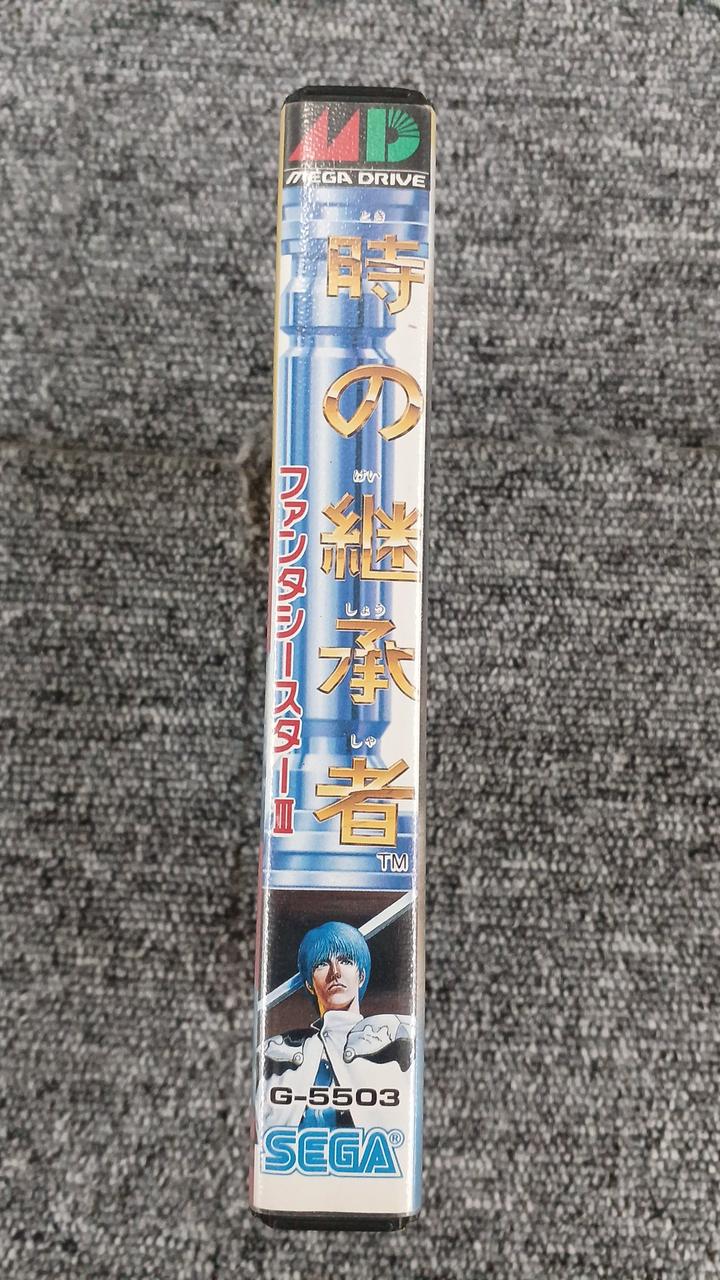 MD
MEGA DRIVE
時の継承者
とき
けい
しょう
しゃ
TM
ファンタシースターIII
G-5503
SEGA®